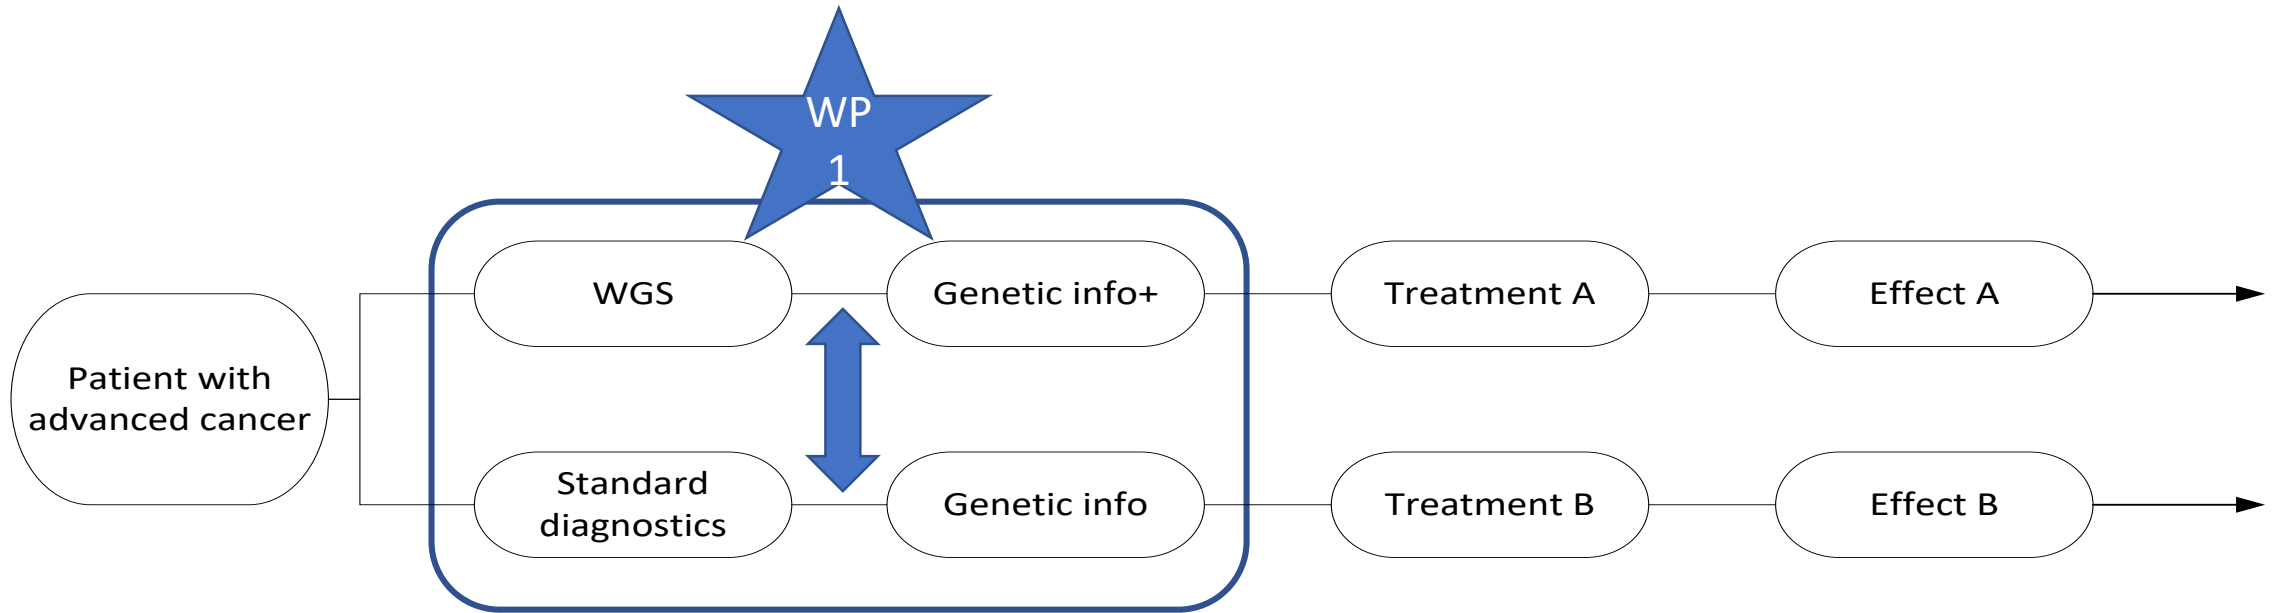 WP
1
WGS
Genetic info+
Treatment A
Effect A
Patient with
advanced cancer
Standard
diagnostics
Genetic info
Treatment B
Effect B